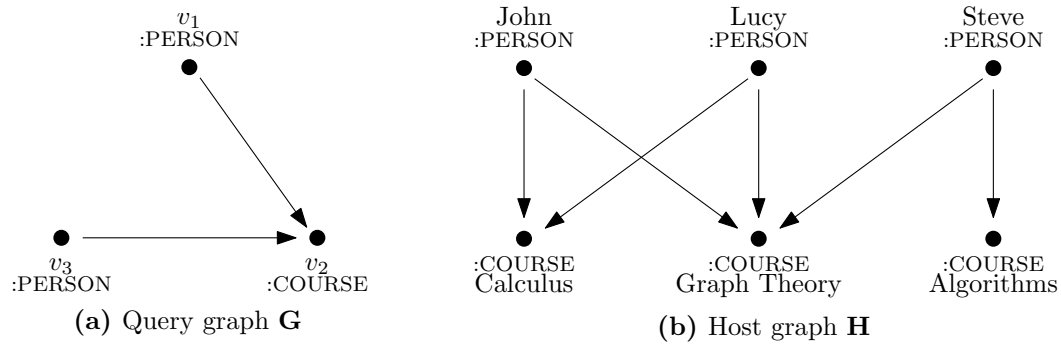 v1
:PERSON
v3
:PERSON
v2
:COURSE
(a) Query graph G
John
:PERSON
Lucy
:PERSON
Steve
:PERSON
:COURSE
Calculus
:COURSE
Graph Theory
:COURSE
Algorithms
(b) Host graph H